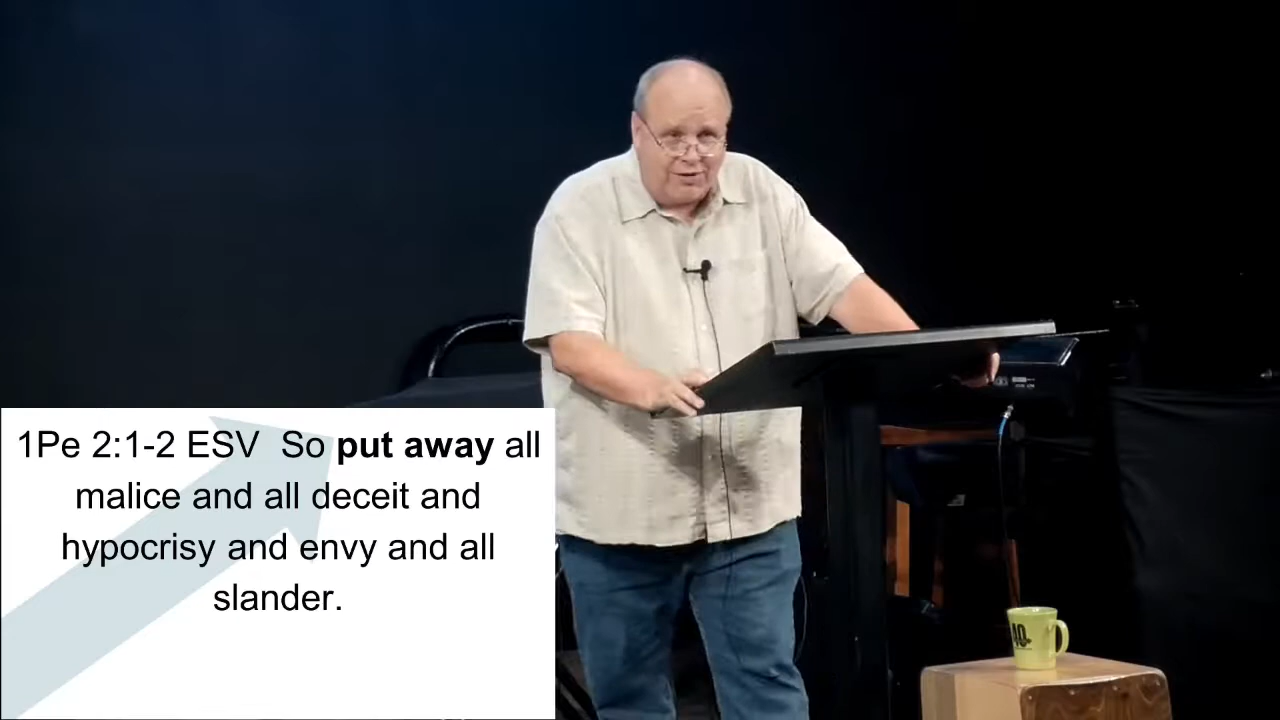 1Pe 2:1-2 ESV  So put away all
malice and all deceit and
hypocrisy and envy and all
slander.
40